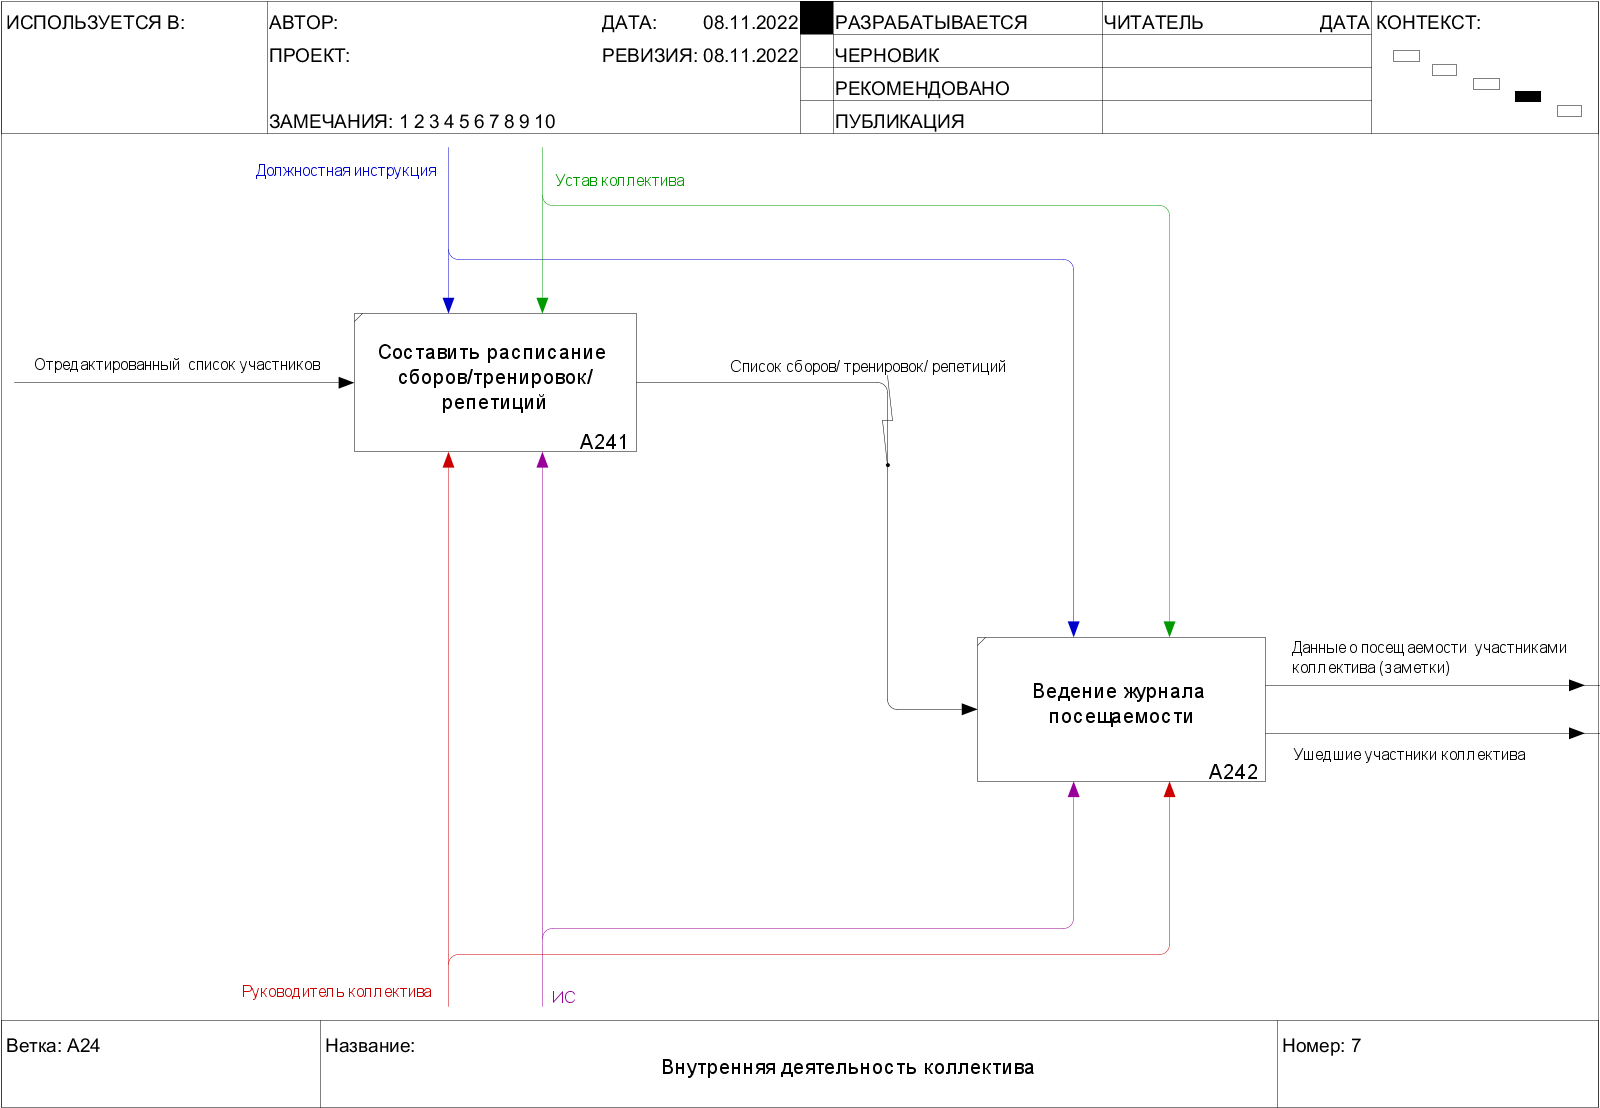 ИСПОЛЬЗУЕТСЯ В:
АВТОР:
ДАТА: 08.11.2022
РАЗРАБАТЫВАЕТСЯ
ЧИТАТЕЛЬ
ДАТА
КОНТЕКСТ:
ПРОЕКТ:
РЕВИЗИЯ: 08.11.2022
ЧЕРНОВИК
РЕКОМЕНДОВАНО
ЗАМЕЧАНИЯ: 1 2 3 4 5 6 7 8 9 10
ПУБЛИКАЦИЯ
Должностная инструкция
Устав коллектива
Отредактированный список участников
Составить расписание
сборов/тренировок/
репетиций
A241
Список сборов/ тренировок/ репетиций
Ведение журнала
посещаемости
A242
Данные о посещаемости участниками
коллектива (заметки)
Ушедшие участники коллектива
Руководитель коллектива
ИС
Ветка: A24
Название:
Внутренняя деятельность коллектива
Номер: 7